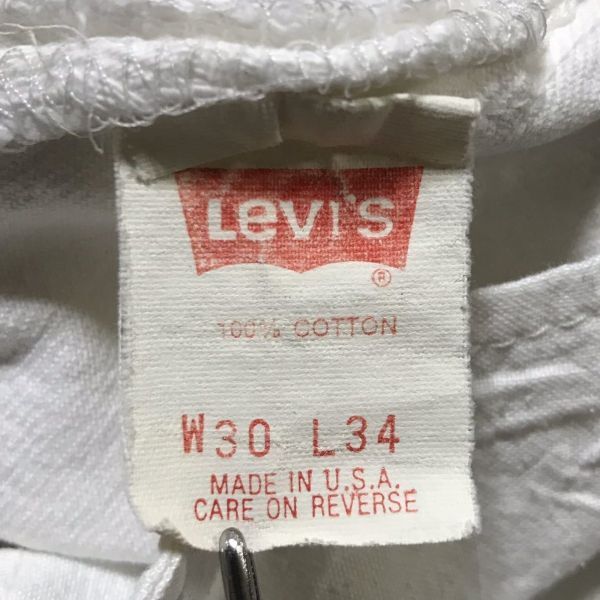 Levi's
®
100% COTTON
W30 L34
MADE IN U.S.A.
CARE ON REVERSE